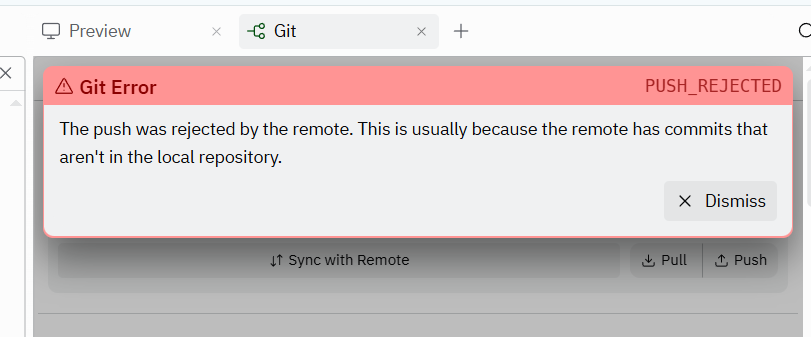 Preview
Git
Git Error
PUSH_REJECTED
The push was rejected by the remote. This is usually because the remote has commits that
aren't in the local repository.
Dismiss
Sync with Remote
Pull
Push